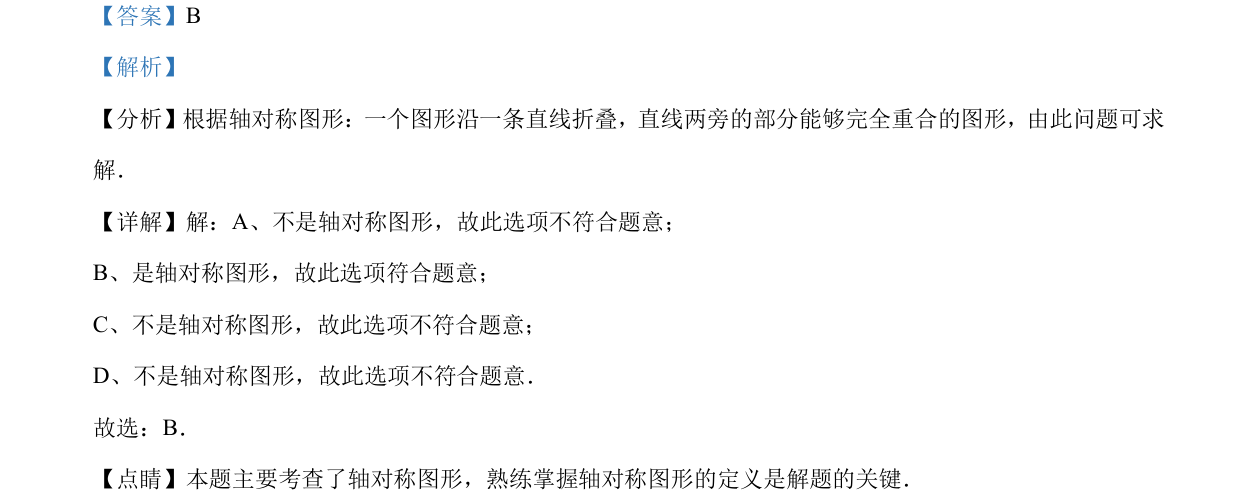 【答案】B
【解析】
【分析】根据轴对称图形：一个图形沿一条直线折叠，直线两旁的部分能够完全重合的图形，由此问题可求
解．
【详解】解：A、不是轴对称图形，故此选项不符合题意；
B、是轴对称图形，故此选项符合题意；
C、不是轴对称图形，故此选项不符合题意；
D、不是轴对称图形，故此选项不符合题意．
故选：B．
【点睛】本题主要考查了轴对称图形，熟练掌握轴对称图形的定义是解题的关键．